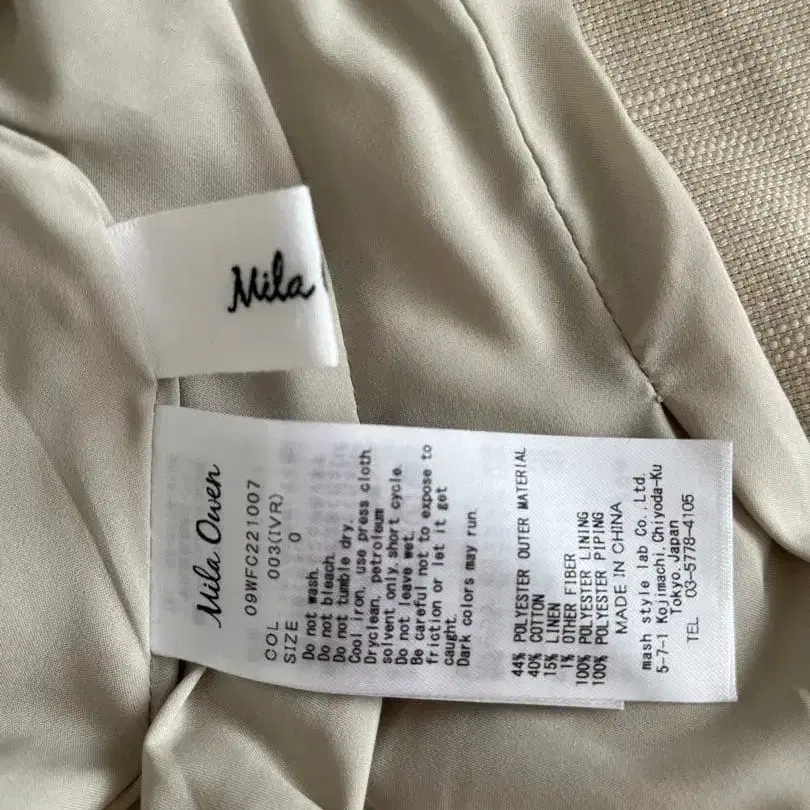 Mila
Mila Owen
09WFC221007
COL 003(IVR)
SIZE 0
Do not wash.
Do not bleach.
Do not tumble dry.
Cool iron, use press cloth.
Dryclean, petroleum
solvent only, short cycle.
Do not leave wet.
Be careful not to expose to
friction or let it get
caught.
Dark colors may run.
44% POLYESTER OUTER MATERIAL
40% COTTON
15% LINEN
1% OTHER FIBER
100% POLYESTER LINING
100% POLYESTER PIPING
MADE IN CHINA
mash style lab Co.,Ltd.
5-7-1 Kojimachi,Chiyoda-Ku
Tokyo,Japan
TEL 03-5778-4105